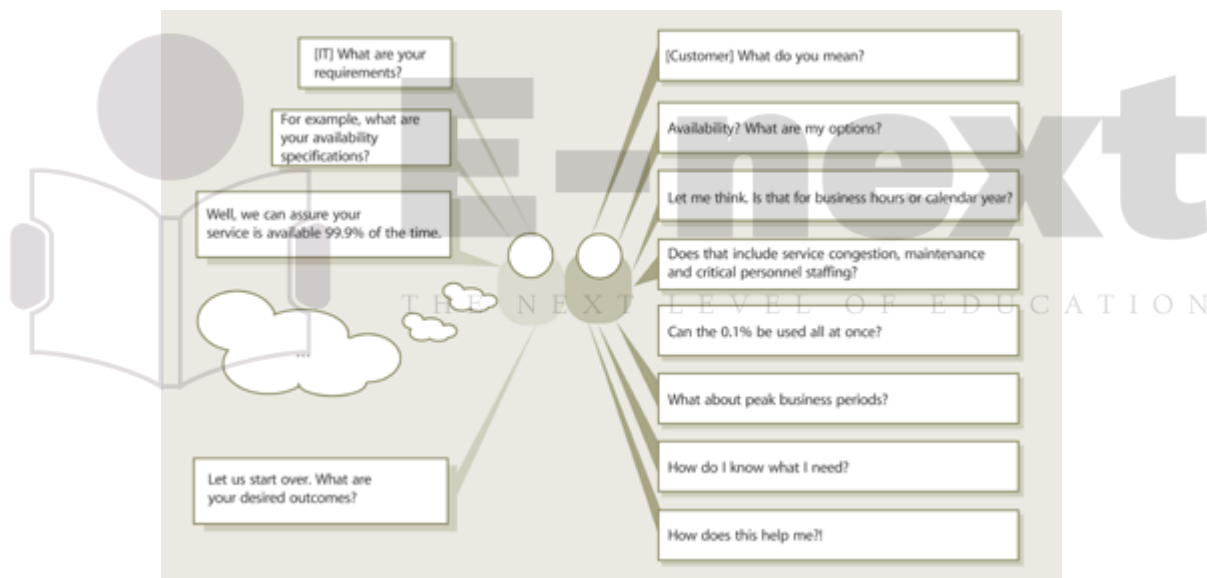 [IT] What are your
requirements?
[Customer] What do you mean?
For example, what are
your availability
specifications?
Availability? What are my options?
Well, we can assure your
service is available 99.9% of the time.
Let me think. Is that for business hours or calendar year?
Does that include service congestion, maintenance
and critical personnel staffing?
Can the 0.1% be used all at once?
...
What about peak business periods?
How do I know what I need?
How does this help me?!
Let us start over. What are
your desired outcomes?
E-next
THE NEXT LEVEL OF EDUCATION